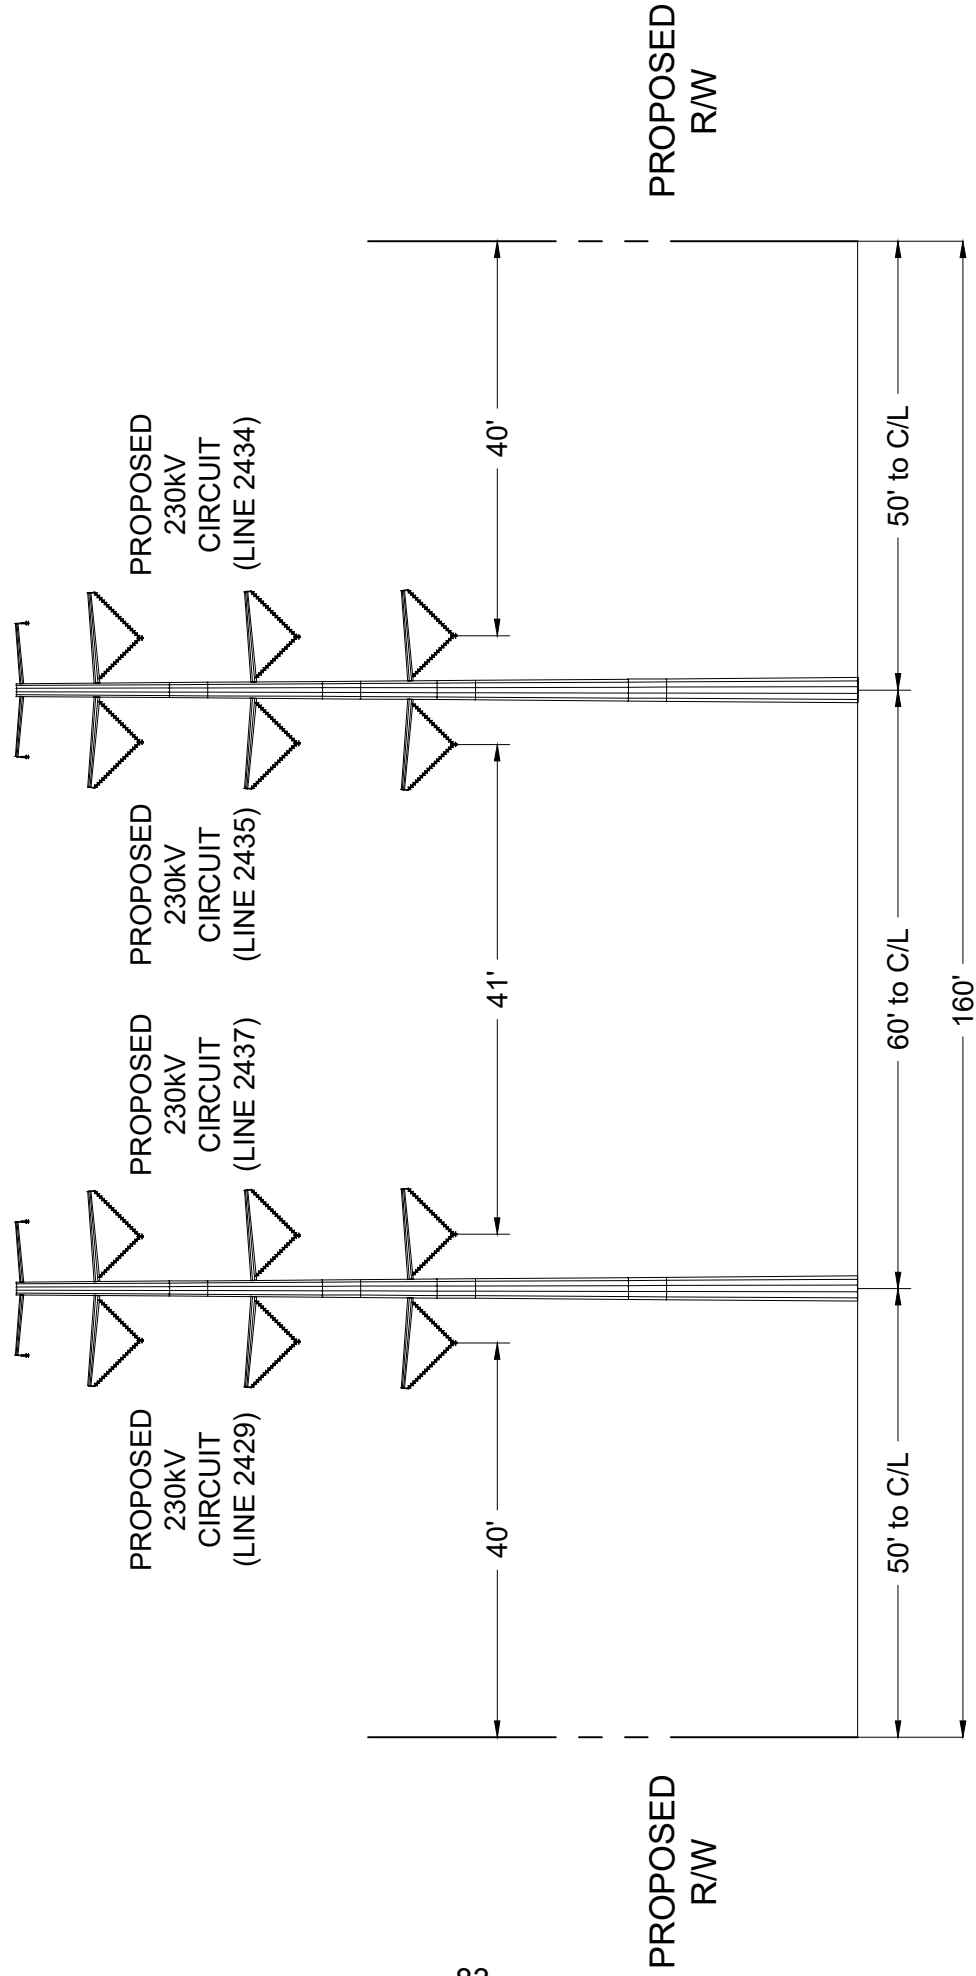 PROPOSED
230kV
CIRCUIT
(LINE 2429)
PROPOSED
230kV
CIRCUIT
(LINE 2437)
PROPOSED
230kV
CIRCUIT
(LINE 2435)
PROPOSED
230kV
CIRCUIT
(LINE 2434)
40'
41'
40'
PROPOSED
R/W
PROPOSED
R/W
50' to C/L
60' to C/L
50' to C/L
160'